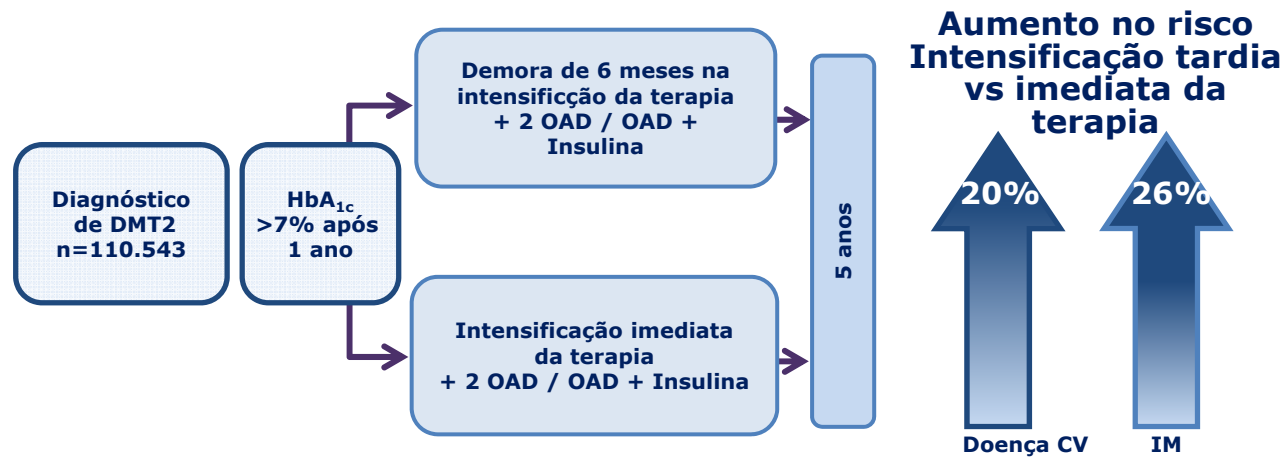 Diagnóstico
de DMT2
n=110.543
HbA1c
>7% após
1 ano
Demora de 6 meses na
intensificção da terapia
+ 2 OAD / OAD +
Insulina
Intensificação imediata
da terapia
+ 2 OAD / OAD + Insulina
5 anos
Aumento no risco
Intensificação tardia
vs imediata da
terapia
20%
26%
Doença CV
IM